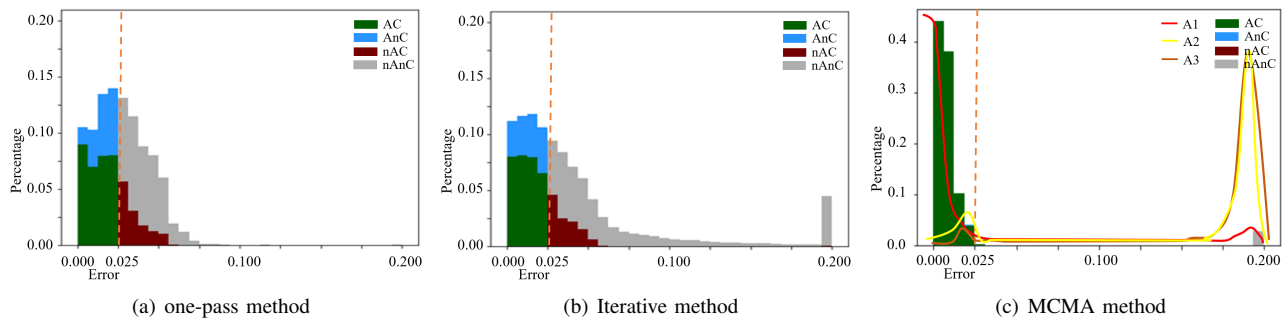 0.20
0.15
0.10
0.05
0.00
Percentage
AC
AnC
nAC
nAnC
0.000 0.025 0.100 0.200
Error
(a) one-pass method
0.20
0.15
0.10
0.05
0.00
Percentage
AC
AnC
nAC
nAnC
0.000 0.025 0.100 0.200
Error
(b) Iterative method
0.4
0.3
0.2
0.1
0.0
Percentage
A1
A2
A3
AC
AnC
nAC
nAnC
0.000 0.025 0.100 0.200
Error
(c) MCMA method